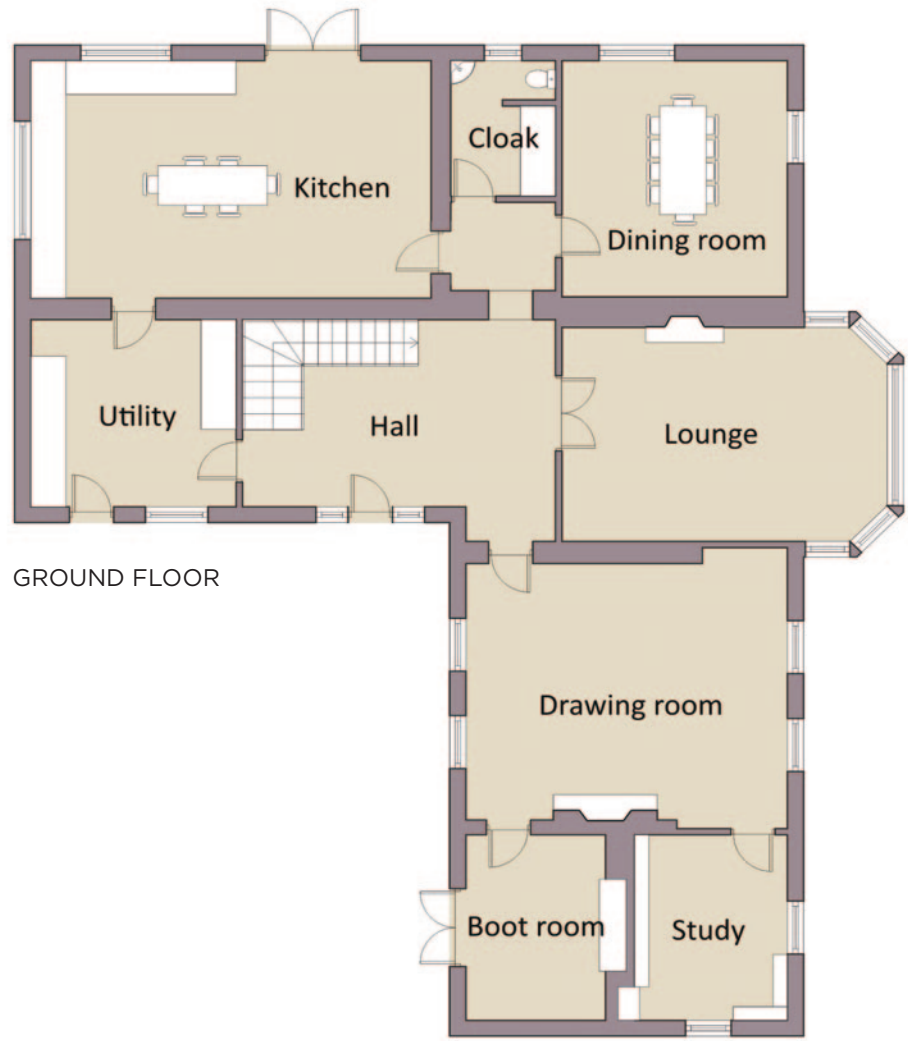 Cloak
Kitchen
Dining room
Utility
Hall
Lounge
GROUND FLOOR
Drawing room
Boot room
Study